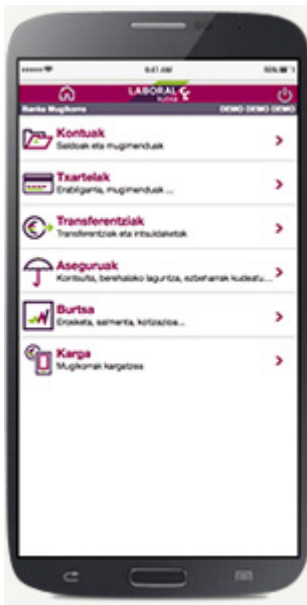 9:41 AM
LABORAL
kutxa
Banka Mugikorra
DEMO DEMO DEMO
Kontuak
Saldoak eta mugimenduak
Txartelak
Erabilgarria, mugimenduak ...
Transferentziak
Transferentziak eta intsuldaketak
Aseguruak
Kontsulta, berehalako laguntza, ezbeharrak kudeatu...
Burtsa
Erosketa, salmenta, kotizazioa...
Karga
Mugikorrak kargatzea